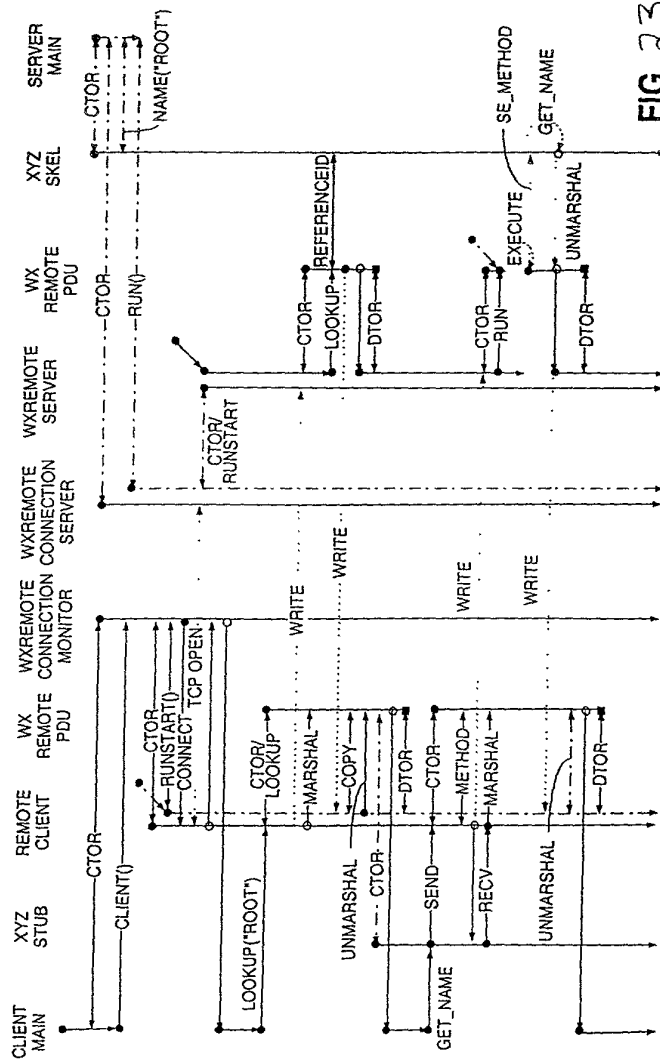 CLIENT
MAIN
XYZ
STUB
REMOTE
CLIENT
WX
REMOTE
PDU
WXREMOTE
CONNECTION
MONITOR
WXREMOTE
CONNECTION
SERVER
WXREMOTE
SERVER
WX
REMOTE
PDU
XYZ
SKEL
SERVER
MAIN
CTOR
CLIENT()
CTOR
RUNSTART()
CONNECT
TCP OPEN
LOOKUP("ROOT")
CTOR/
LOOKUP
MARSHAL
COPY
UNMARSHAL
CTOR
DTOR
GET_NAME
SEND
CTOR
METHOD
RECV
MARSHAL
UNMARSHAL
DTOR
WRITE
WRITE
WRITE
WRITE
CTOR/
RUNSTART
CTOR
CTOR
NAME("ROOT")
RUN()
CTOR
LOOKUP
REFERENCEID
DTOR
CTOR
RUN
EXECUTE
SE_METHOD
GET_NAME
UNMARSHAL
DTOR
FIG 23